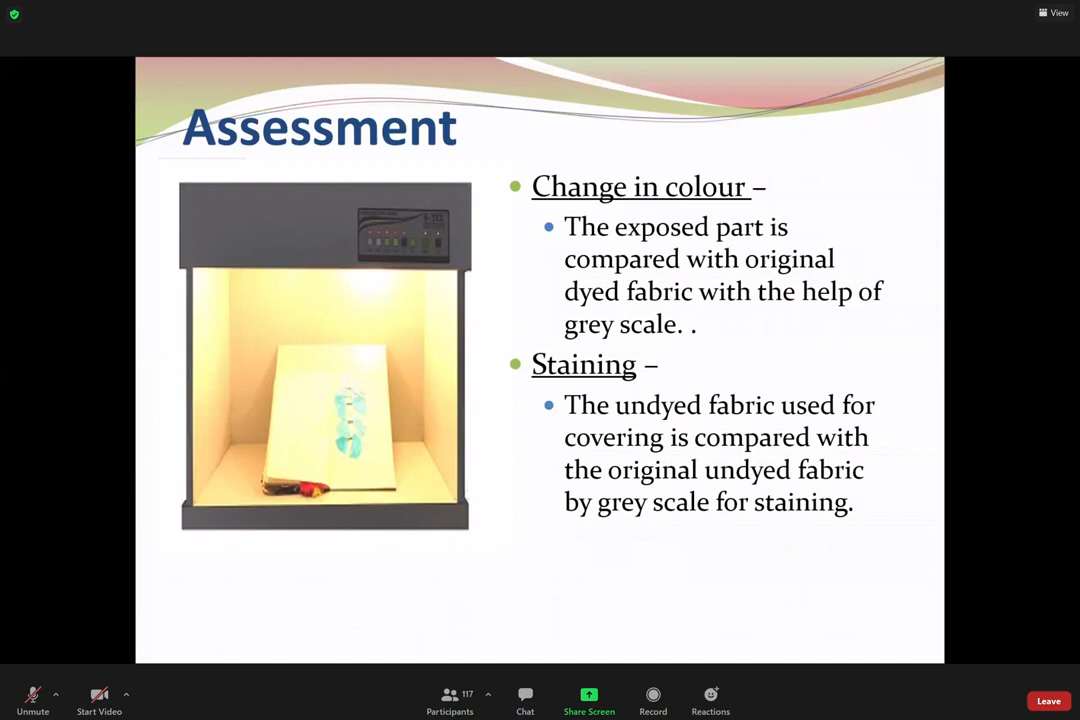 View
Assessment
Change in colour –
The exposed part is
compared with original
dyed fabric with the help of
grey scale. .
Staining –
The undyed fabric used for
covering is compared with
the original undyed fabric
by grey scale for staining.
Unmute
Start Video
117
Participants
Chat
Share Screen
Record
Reactions
Leave